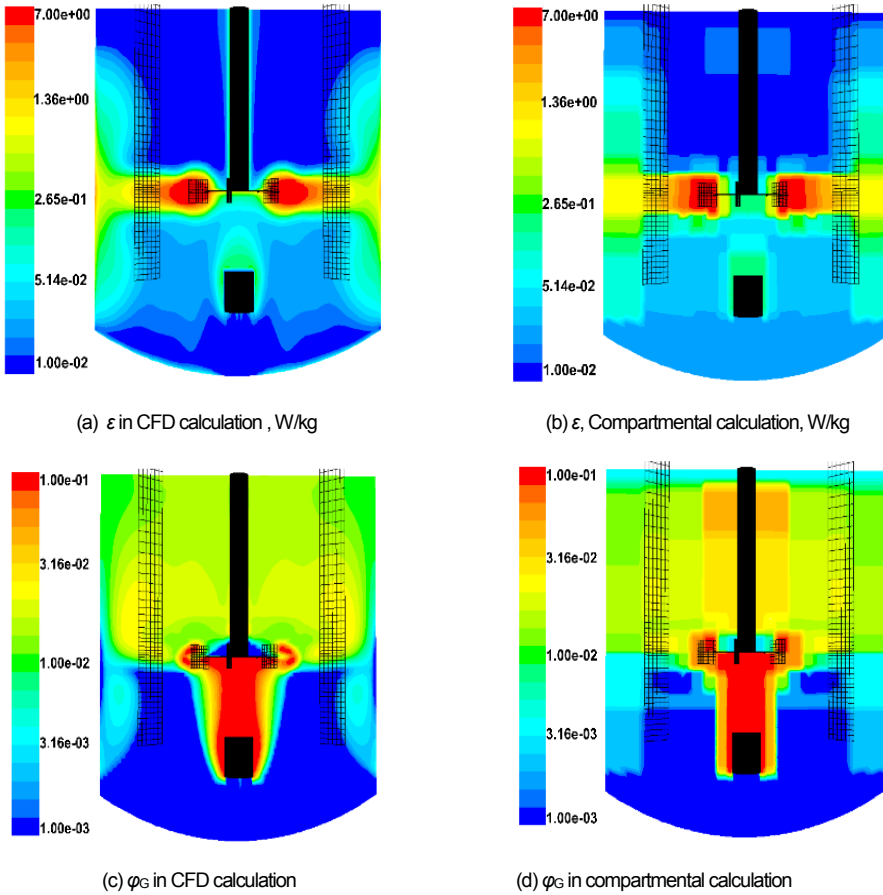 7.00e+00
1.36e+00
2.65e-01
5.14e-02
1.00e-02
(a) ε in CFD calculation , W/kg
7.00e+00
1.36e+00
2.65e-01
5.14e-02
1.00e-02
(b) ε, Compartmental calculation, W/kg
1.00e-01
3.16e-02
1.00e-02
3.16e-03
1.00e-03
(c) φG in CFD calculation
1.00e-01
3.16e-02
1.00e-02
3.16e-03
1.00e-03
(d) φG in compartmental calculation